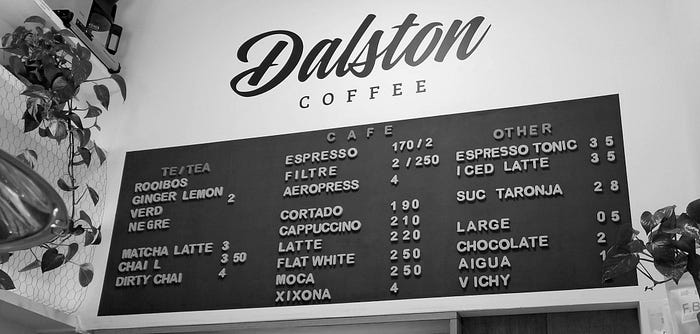 Dalston
COFFEE
TE/TEA
ROOIBOS
GINGER LEMON 2
VERD
NEGRE
MATCHA LATTE 3
CHAI L 3 50
DIRTY CHAI 4
CAFE
ESPRESSO 170/2
FILTRE 2/250
AEROPRESS 4
CORTADO 190
CAPPUCCINO 210
LATTE 220
FLAT WHITE 250
MOCA 250
XIXONA 4
OTHER
ESPRESSO TONIC 3 5
ICED LATTE 3 5
SUC TARONJA 2 8
LARGE 0 5
CHOCOLATE 2
AIGUA 1
VICHY